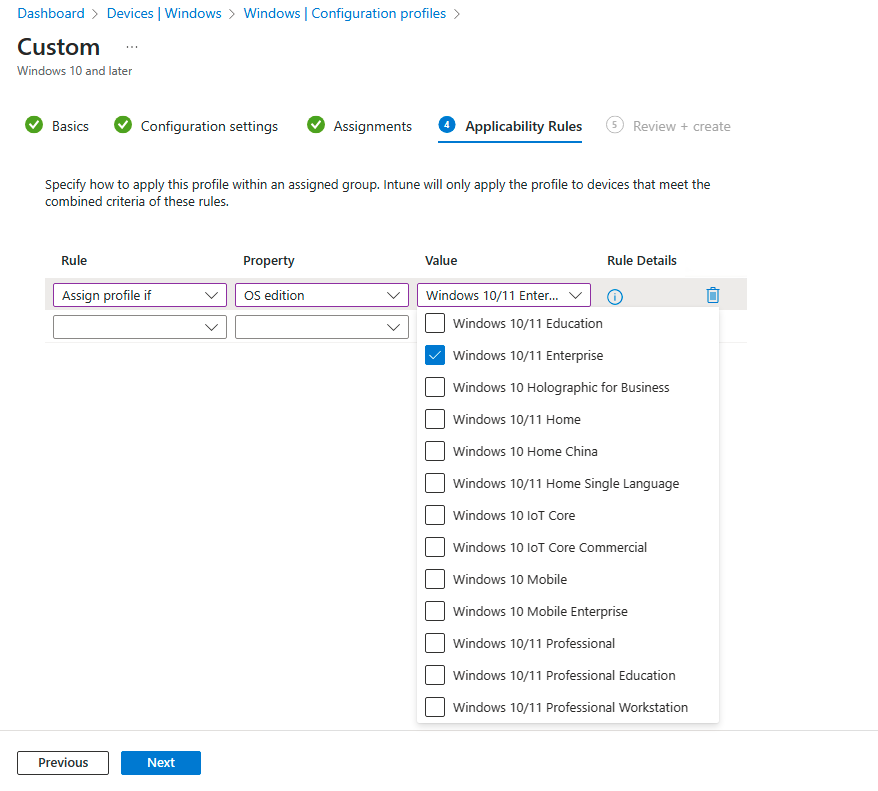 Dashboard > Devices | Windows > Windows | Configuration profiles >
Custom ...
Windows 10 and later
Basics Configuration settings Assignments 4 Applicability Rules 5 Review + create
Specify how to apply this profile within an assigned group. Intune will only apply the profile to devices that meet the
combined criteria of these rules.
Rule Property Value Rule Details
Assign profile if OS edition Windows 10/11 Enter...
Windows 10/11 Education
Windows 10/11 Enterprise
Windows 10 Holographic for Business
Windows 10/11 Home
Windows 10 Home China
Windows 10/11 Home Single Language
Windows 10 IoT Core
Windows 10 IoT Core Commercial
Windows 10 Mobile
Windows 10 Mobile Enterprise
Windows 10/11 Professional
Windows 10/11 Professional Education
Windows 10/11 Professional Workstation
Previous Next